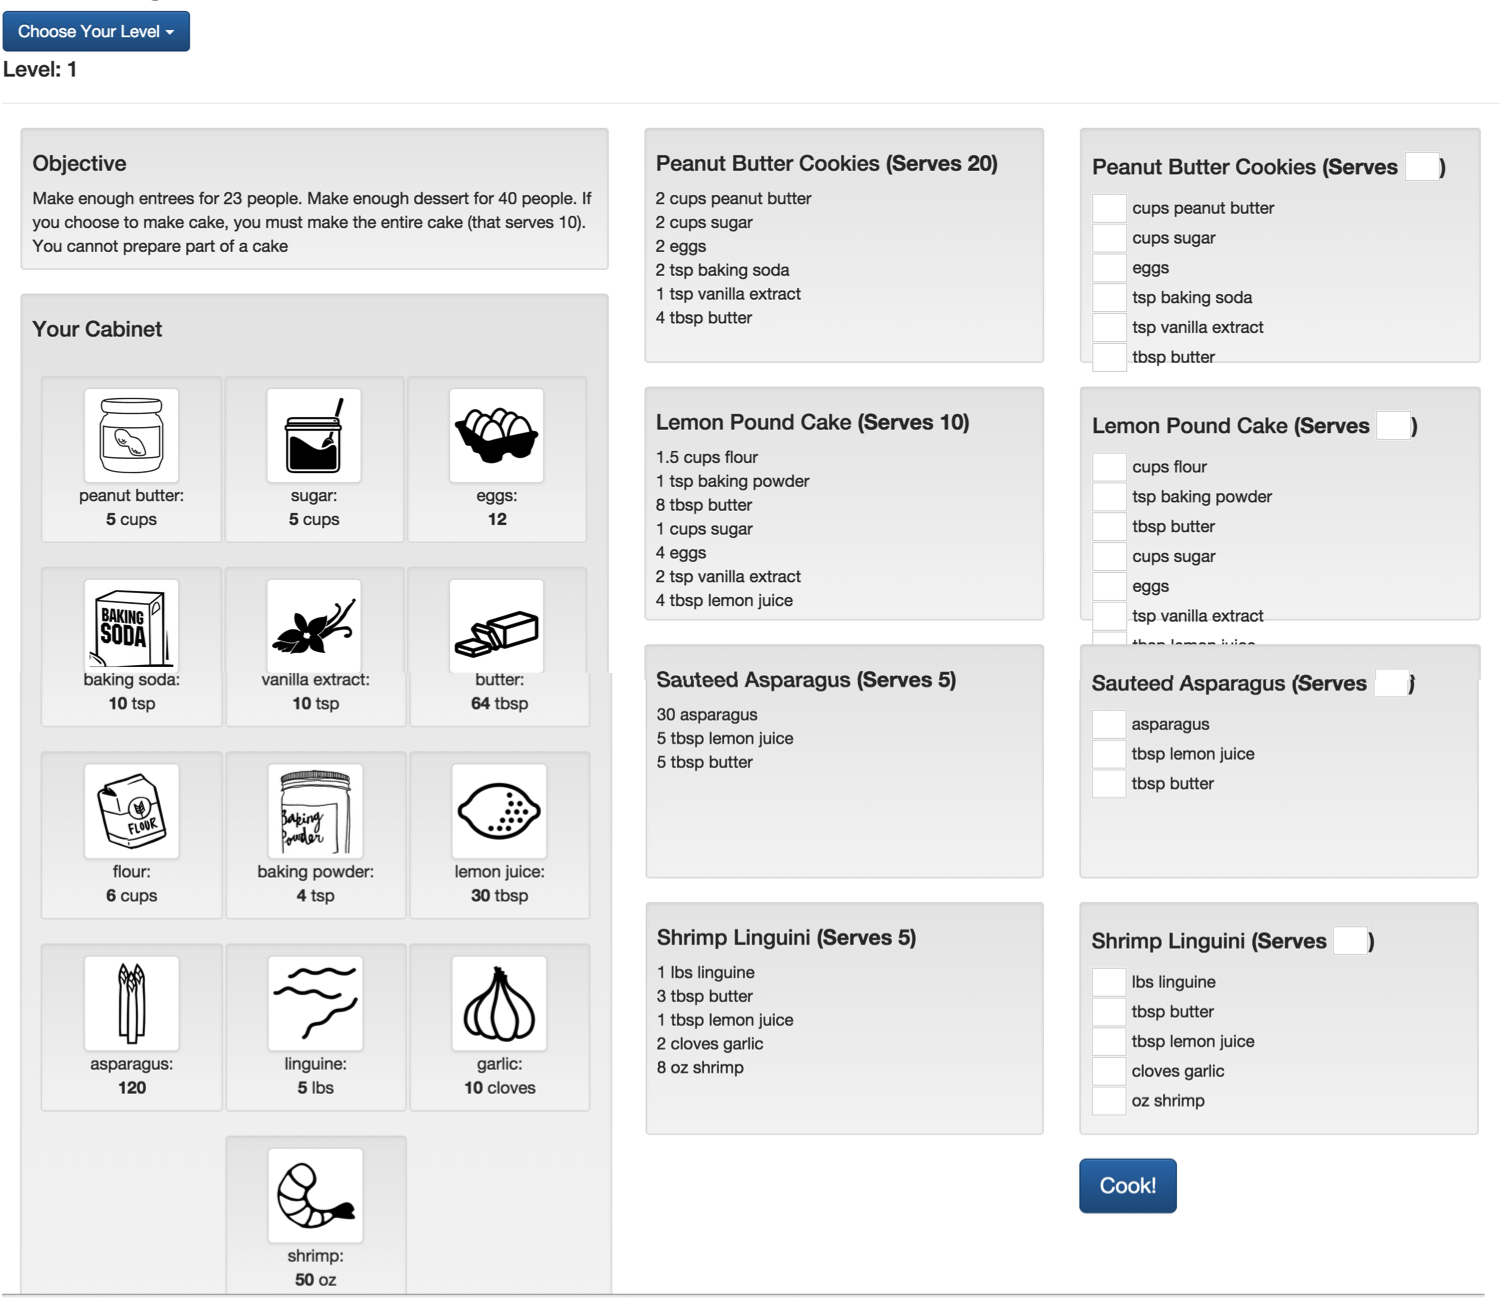 Choose Your Level
Level: 1
Objective
Make enough entrees for 23 people. Make enough dessert for 40 people. If
you choose to make cake, you must make the entire cake (that serves 10).
You cannot prepare part of a cake
Your Cabinet
peanut butter:
5 cups
sugar:
5 cups
eggs:
12
BAKING
SODA
baking soda:
10 tsp
vanilla extract:
10 tsp
butter:
64 tbsp
FLOUR
flour:
6 cups
Baking
Powder
baking powder:
4 tsp
lemon juice:
30 tbsp
asparagus:
120
linguine:
5 lbs
garlic:
10 cloves
shrimp:
50 oz
Peanut Butter Cookies (Serves 20)
2 cups peanut butter
2 cups sugar
2 eggs
2 tsp baking soda
1 tsp vanilla extract
4 tbsp butter
Lemon Pound Cake (Serves 10)
1.5 cups flour
1 tsp baking powder
8 tbsp butter
1 cups sugar
4 eggs
2 tsp vanilla extract
4 tbsp lemon juice
Sauteed Asparagus (Serves 5)
30 asparagus
5 tbsp lemon juice
5 tbsp butter
Shrimp Linguini (Serves 5)
1 lbs linguine
3 tbsp butter
1 tbsp lemon juice
2 cloves garlic
8 oz shrimp
Peanut Butter Cookies (Serves )
cups peanut butter
cups sugar
eggs
tsp baking soda
tsp vanilla extract
tbsp butter
Lemon Pound Cake (Serves )
cups flour
tsp baking powder
tbsp butter
cups sugar
eggs
tsp vanilla extract
tbsp lemon juice
Sauteed Asparagus (Serves )
asparagus
tbsp lemon juice
tbsp butter
Shrimp Linguini (Serves )
lbs linguine
tbsp butter
tbsp lemon juice
cloves garlic
oz shrimp
Cook!